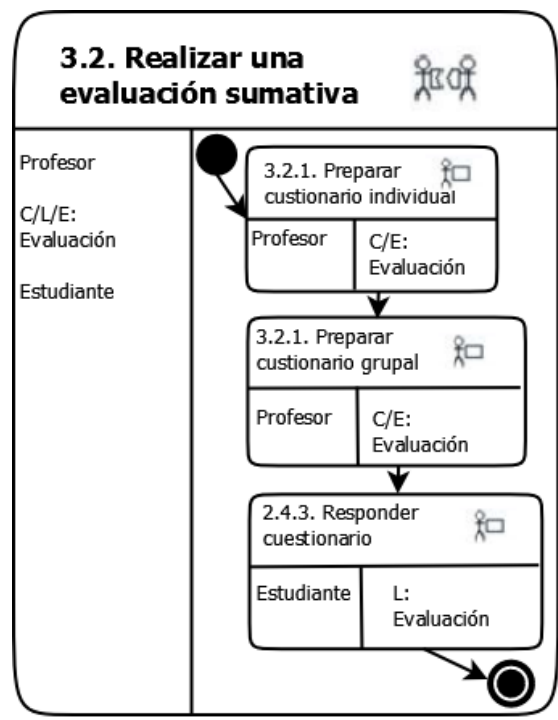 3.2. Realizar una
evaluación sumativa
Profesor
C/L/E:
Evaluación
Estudiante
3.2.1. Preparar
custionario individual
Profesor
C/E:
Evaluación
3.2.1. Preparar
custionario grupal
Profesor
C/E:
Evaluación
2.4.3. Responder
cuestionario
Estudiante
L:
Evaluación